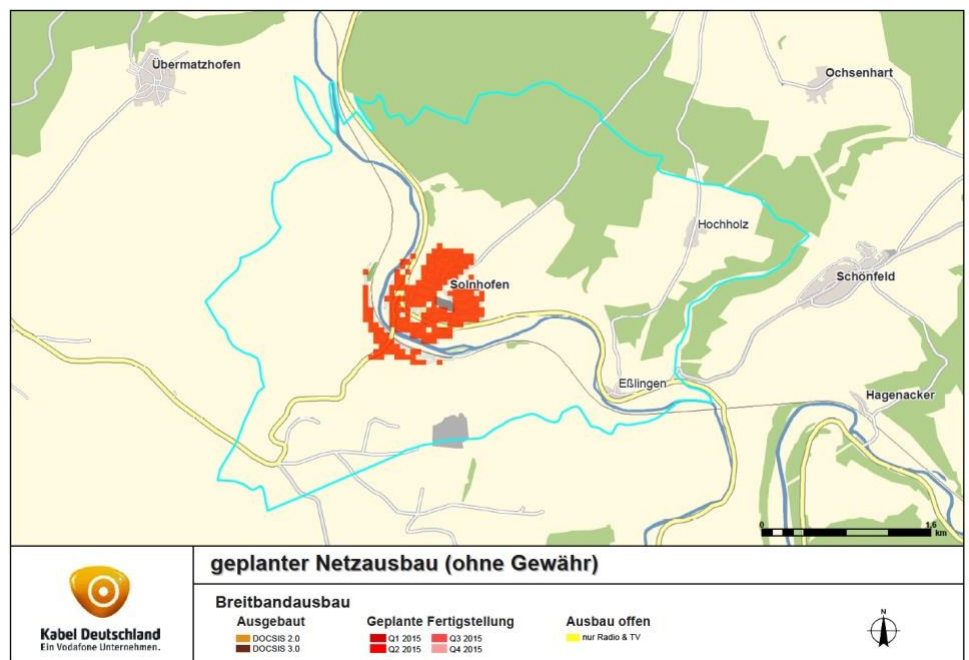 Übermatzhofen
Ochsenhart
Hochholz
Solnhofen
Schönfeld
Eßlingen
Hagenacker
0 1,6
km
geplanter Netzausbau (ohne Gewähr)
Breitbandausbau
Ausgebaut Geplante Fertigstellung Ausbau offen
DOCSIS 2.0 Q1 2015 Q3 2015 nur Radio & TV
DOCSIS 3.0 Q2 2015 Q4 2015
Kabel Deutschland
Ein Vodafone Unternehmen.
N